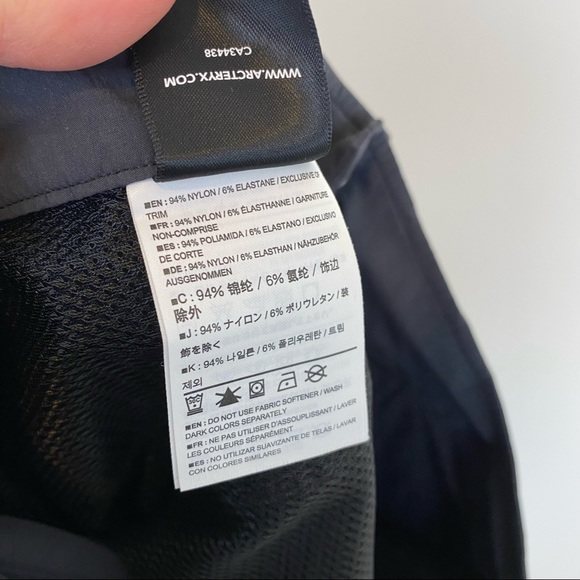 CA34438
WWW.ARCTERYX.COM
■EN: 94% NYLON / 6% ELASTANE / EXCLUSIVE OF
TRIM
■FR: 94% NYLON / 6% ÉLASTHANNE / GARNITURE
NON-COMPRISE
■ES: 94% POLIAMIDA / 6% ELASTANO / EXCLUSIVO
DE CORTE
■DE: 94% NYLON / 6% ELASTHAN / NÄHZUBEHÖR
AUSGENOMMEN
■C: 94% 锦纶 / 6% 氨纶 / 饰边
除外
■J: 94% ナイロン / 6% ポリウレタン / 装
飾を除く
■K: 94% 나일론 / 6% 폴리우레탄 / 트림
제외
■EN: DO NOT USE FABRIC SOFTENER / WASH
DARK COLORS SEPARATELY
■FR: NE PAS UTILISER D'ASSOUPLISSANT / LAVER
LES COULEURS SÉPARÉMENT
■ES: NO UTILIZAR SUAVIZANTE DE TELAS / LAVAR
CON COLORES SIMILARES